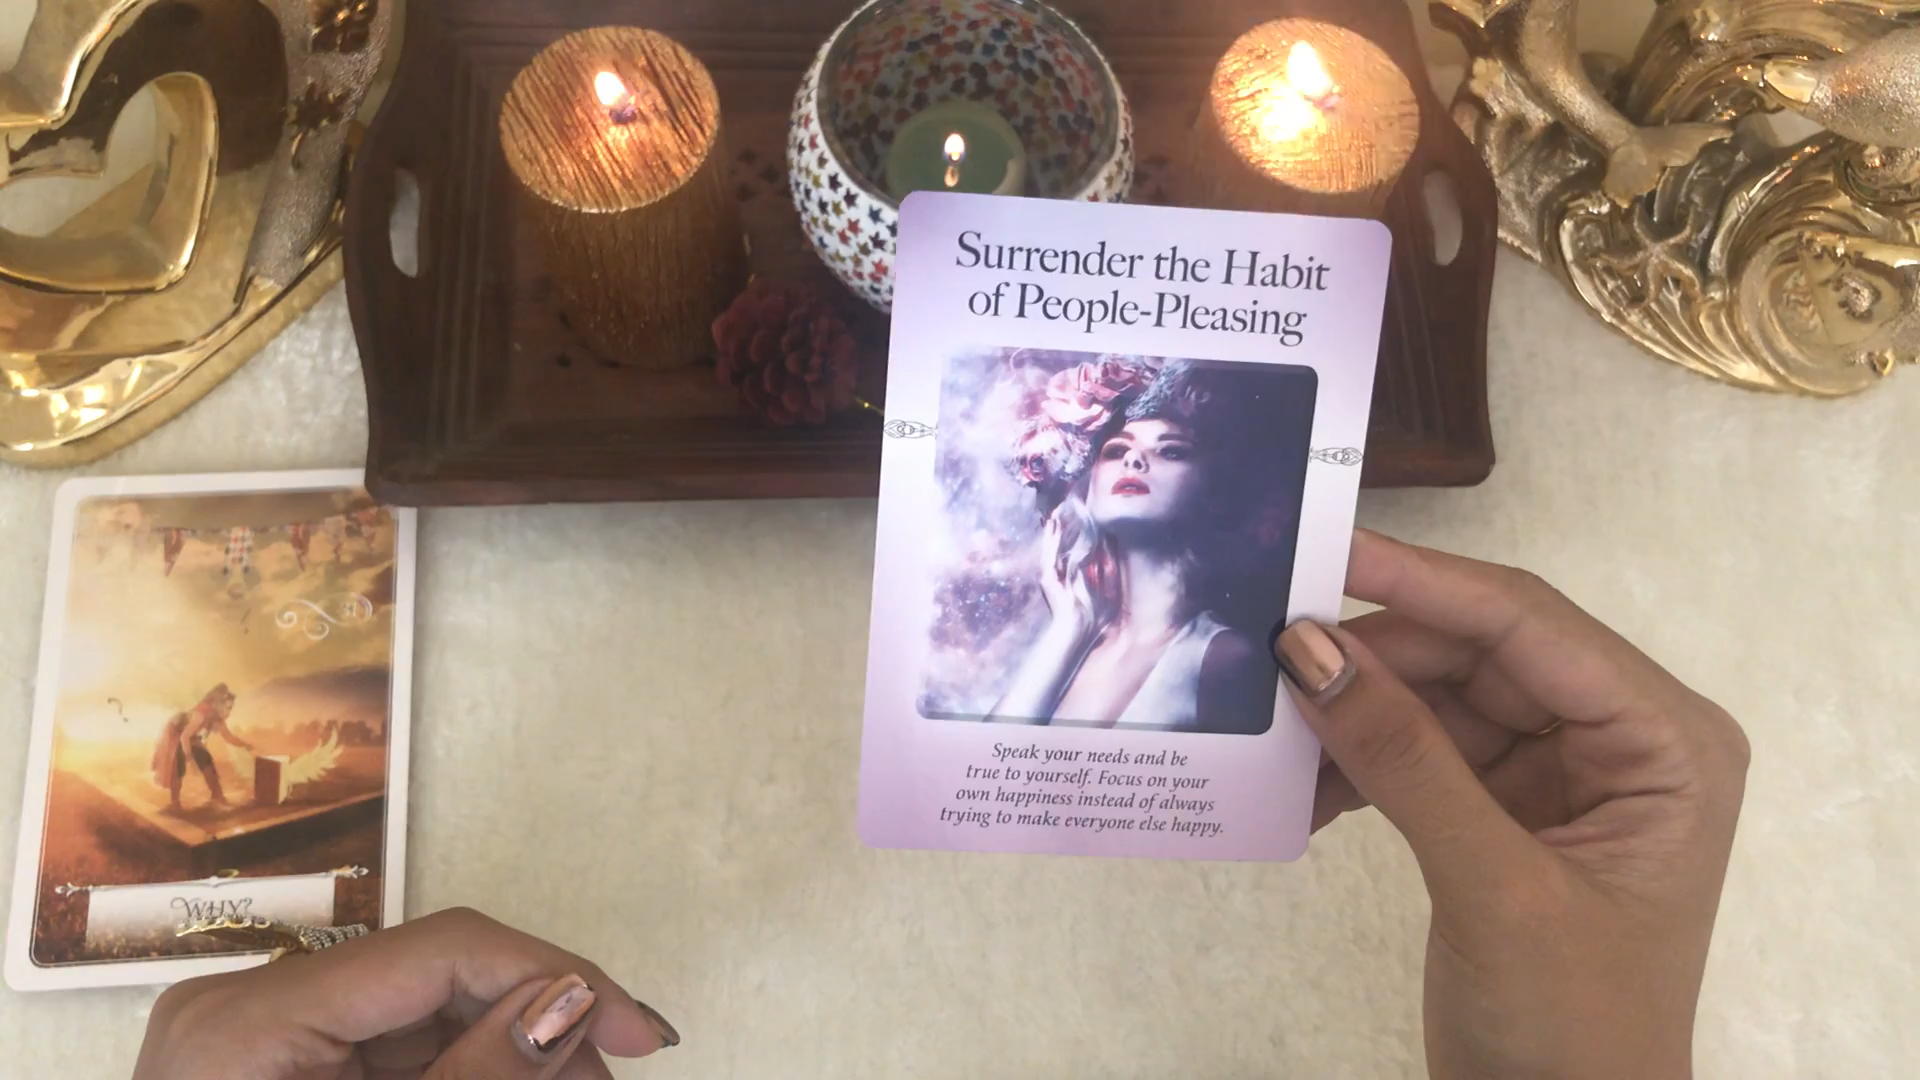 Surrender the Habit
of People-Pleasing
Speak your needs and be
true to yourself. Focus on your
own happiness instead of always
trying to make everyone else happy.
31
WHY?